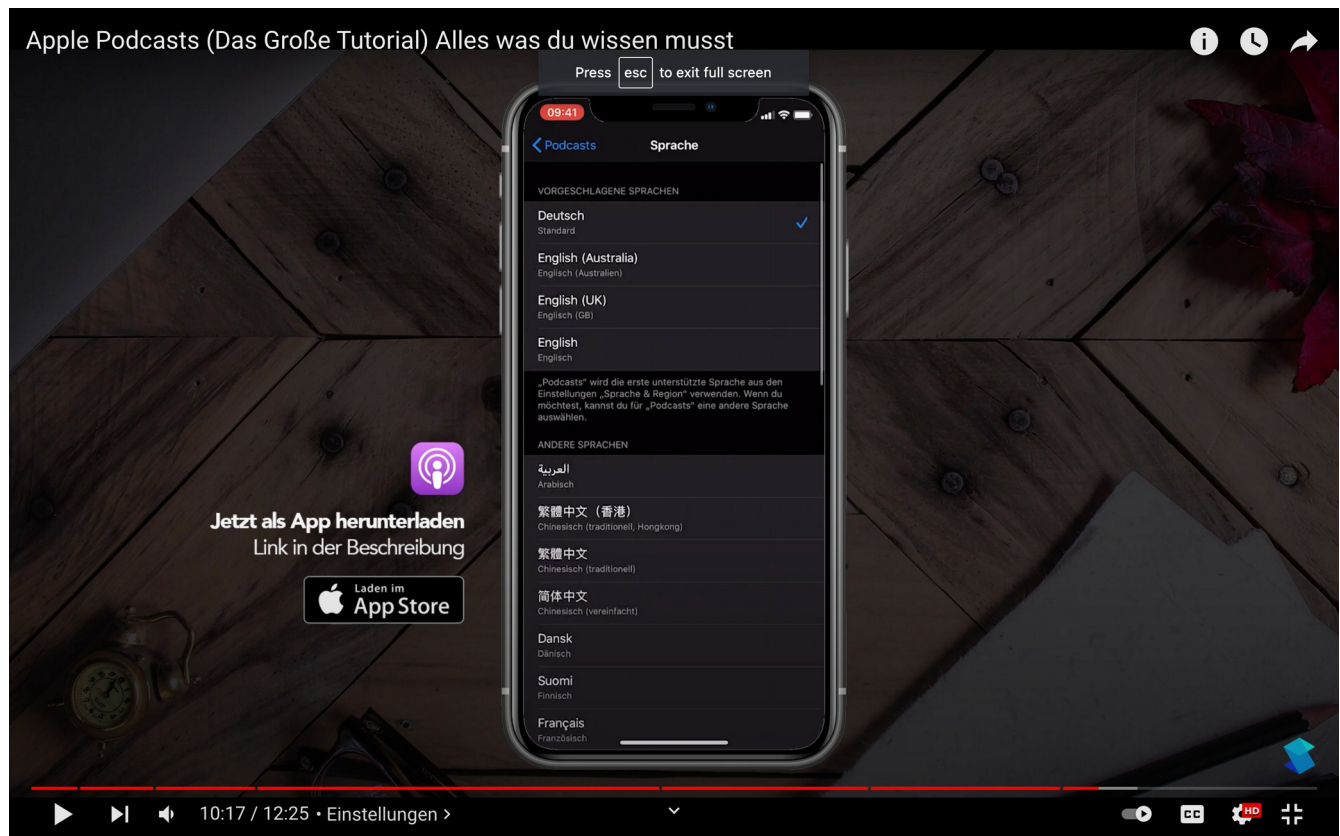 Apple Podcasts (Das Große Tutorial) Alles was du wissen musst
Press esc to exit full screen
09:41
Podcasts
Sprache
VORGESCHLAGENE SPRACHEN
Deutsch
Standard
English (Australia)
Englisch (Australien)
English (UK)
Englisch (GB)
English
Englisch
„Podcasts“ wird die erste unterstützte Sprache aus den
Einstellungen „Sprache & Region“ verwenden. Wenn du
möchtest, kannst du für „Podcasts“ eine andere Sprache
auswählen.
ANDERE SPRACHEN
العربية
Arabisch
繁體中文（香港）
Chinesisch (traditionell, Hongkong)
繁體中文
Chinesisch (traditionell)
简体中文
Chinesisch (vereinfacht)
Dansk
Dänisch
Suomi
Finnisch
Français
Französisch
Jetzt als App herunterladen
Link in der Beschreibung
Laden im
App Store
10:17 / 12:25 • Einstellungen >
CC
HD